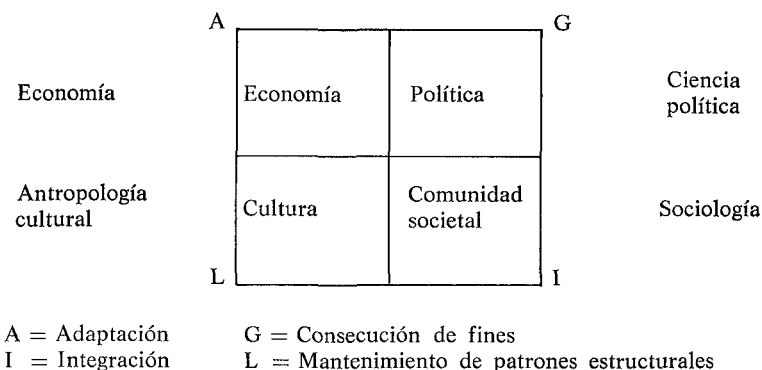 A G
Economía Economía Política Ciencia
política
Antropología
cultural Cultura Comunidad
societal Sociología
L I
A = Adaptación G = Consecución de fines
I = Integración L = Mantenimiento de patrones estructurales